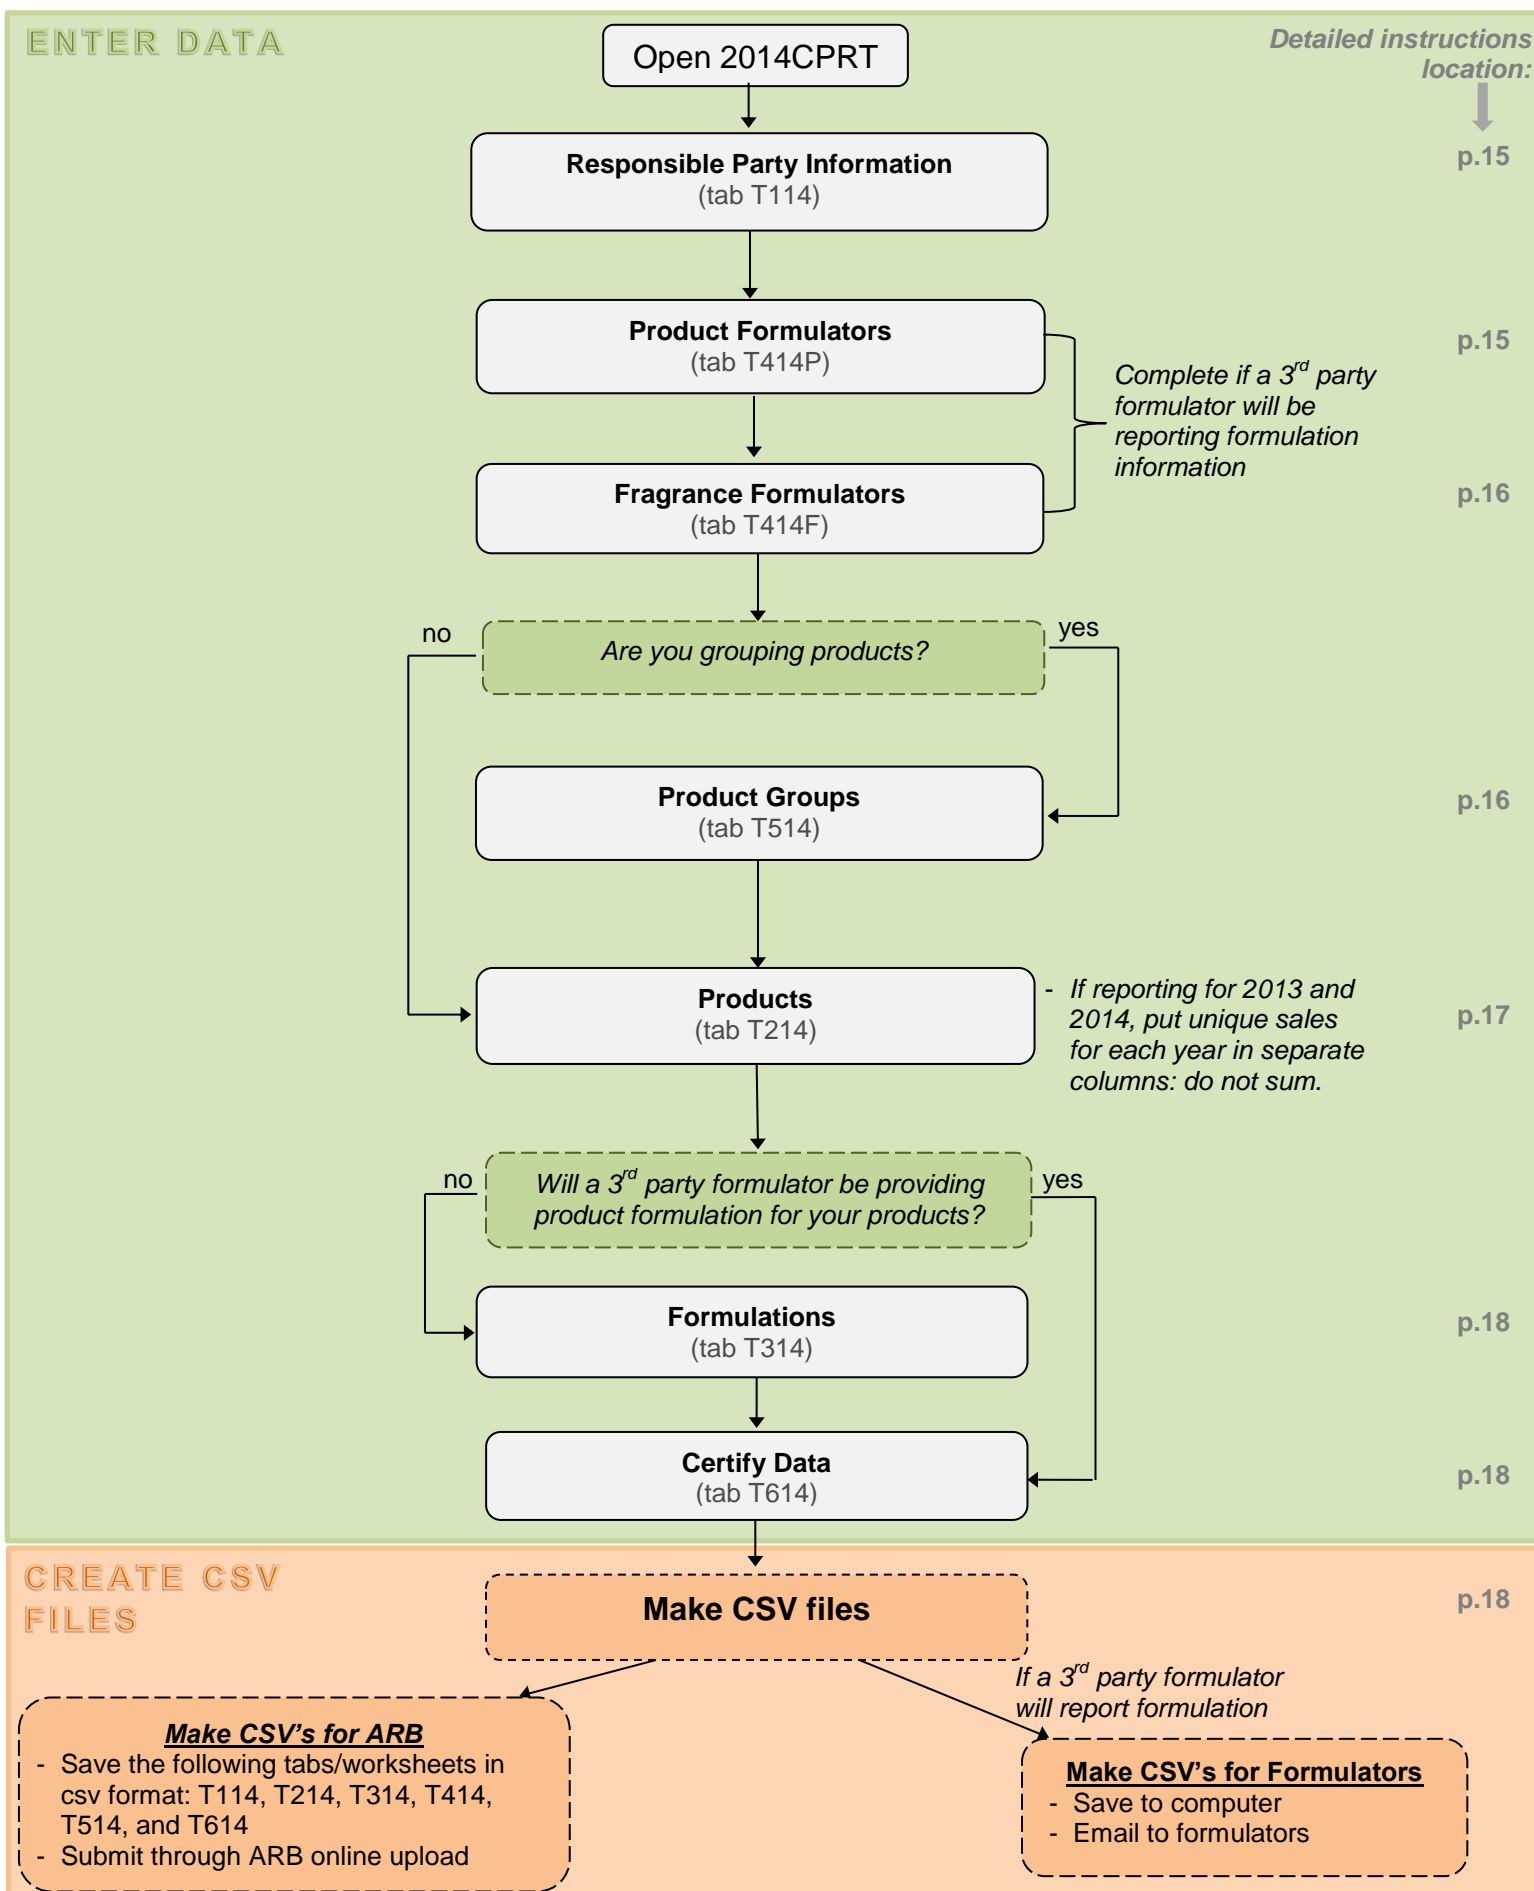 ENTER DATA
Open 2014CPRT
Detailed instructions
location:
Responsible Party Information
(tab T114)
p.15
Product Formulators
(tab T414P)
p.15
Complete if a 3rd party
formulator will be
reporting formulation
information
Fragrance Formulators
(tab T414F)
p.16
no
Are you grouping products?
yes
Product Groups
(tab T514)
p.16
Products
(tab T214)
- If reporting for 2013 and
2014, put unique sales
for each year in separate
columns: do not sum.
p.17
no
Will a 3rd party formulator be providing
product formulation for your products?
yes
Formulations
(tab T314)
p.18
Certify Data
(tab T614)
p.18
CREATE CSV
FILES
Make CSV files
p.18
If a 3rd party formulator
will report formulation
Make CSV's for ARB
- Save the following tabs/worksheets in
csv format: T114, T214, T314, T414,
T514, and T614
- Submit through ARB online upload
Make CSV's for Formulators
- Save to computer
- Email to formulators